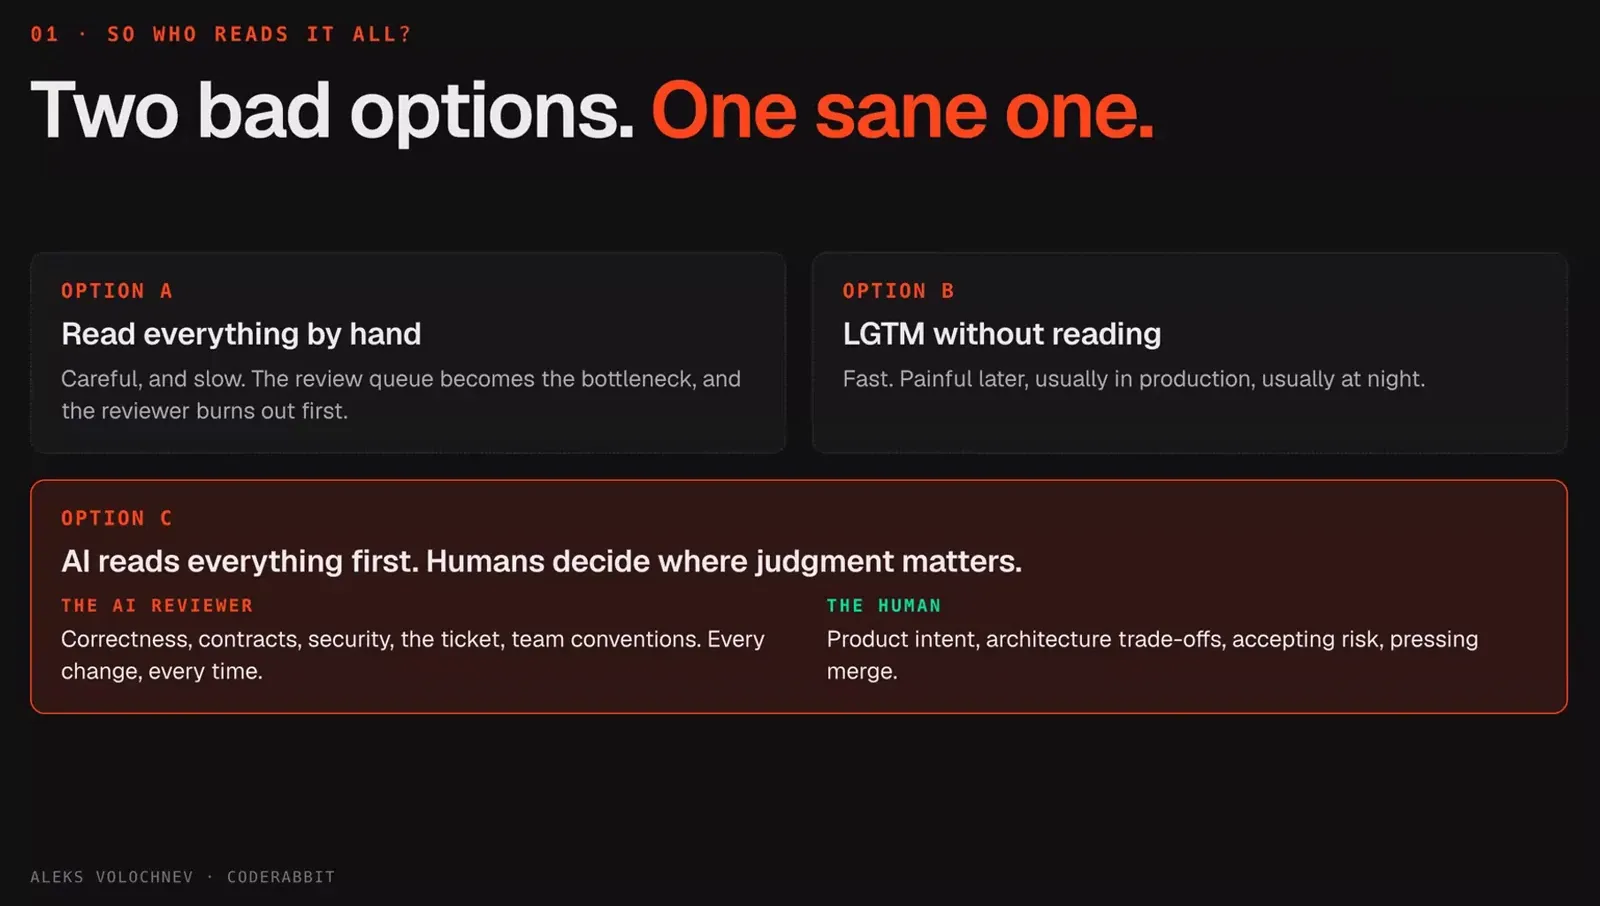 01 · SO WHO READS IT ALL?
Two bad options. One sane one.
OPTION A
Read everything by hand
Careful, and slow. The review queue becomes the bottleneck, and
the reviewer burns out first.
OPTION B
LGTM without reading
Fast. Painful later, usually in production, usually at night.
OPTION C
AI reads everything first. Humans decide where judgment matters.
THE AI REVIEWER
Correctness, contracts, security, the ticket, team conventions. Every
change, every time.
THE HUMAN
Product intent, architecture trade-offs, accepting risk, pressing
merge.
ALEKS VOLOCHNEV · CODERABBIT